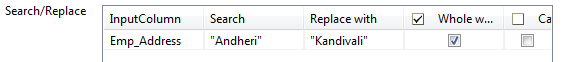 Search/Replace
InputColumn Search Replace with Whole w... Ca
Emp_Address "Andheri" "Kandivali"